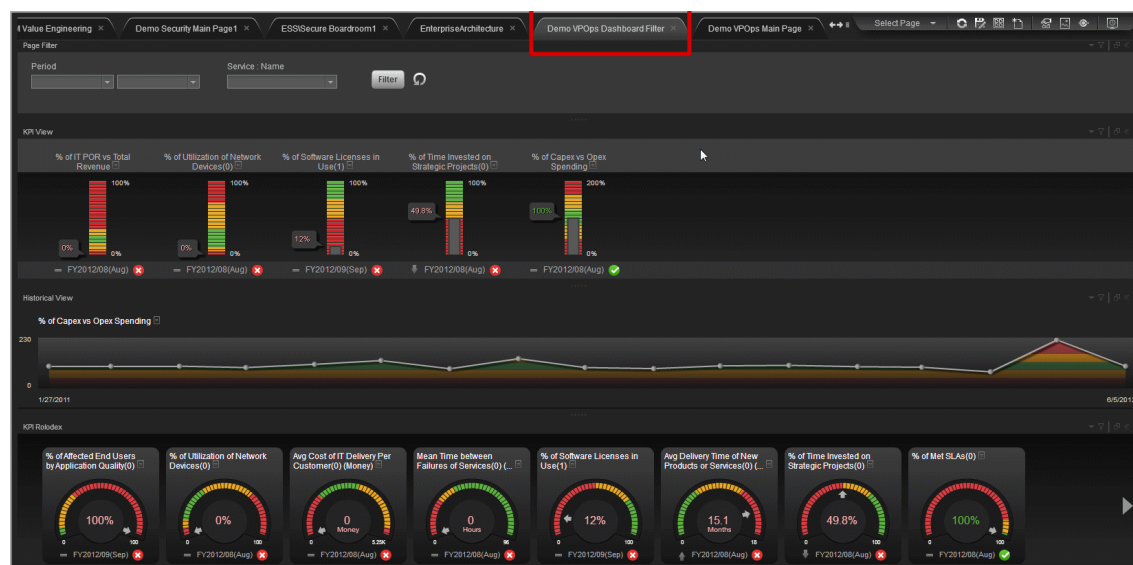 M Value Engineering × Demo Security Main Page1 × ESS\Secure Boardroom1 × EnterpriseArchitecture × Demo VPOps Dashboard Filter × Demo VPOps Main Page × Select Page
Page Filter
Period Service : Name
Filter
KPI View
% of IT POR vs Total % of Utilization of Network % of Software Licenses in % of Time Invested on % of Capex vs Opex
Revenue Devices(0) Use(1) Strategic Projects(0) Spending
100% 100% 100% 100% 200%
49.8% 100%
12%
0% 0%
0% 0% 0% 0% 0%
FY2012/08(Aug) FY2012/08(Aug) FY2012/09(Sep) FY2012/08(Aug) FY2012/08(Aug)
Historical View
% of Capex vs Opex Spending
230
0
1/27/2011
KPI Rolodex
% of Affected End Users % of Utilization of Network Avg Cost of IT Delivery Per Mean Time between % of Software Licenses in Avg Delivery Time of New % of Time Invested on % of Met SLAs(0)
by Application Quality(0) Devices(0) Customer(0) (Money) Failures of Services(0) (... Use(1) Products or Services(0) (... Strategic Projects(0)
100% 0% 0 0 12% 15.1 49.8% 100%
Money Hours Months
0 100 0 100 0 5.25K 0 96 0 100 0 18 0 100 0 100
FY2012/09(Sep) FY2012/08(Aug) FY2012/08(Aug) FY2012/08(Aug) FY2012/09(Sep) FY2012/08(Aug) FY2012/08(Aug) FY2012/08(Aug)